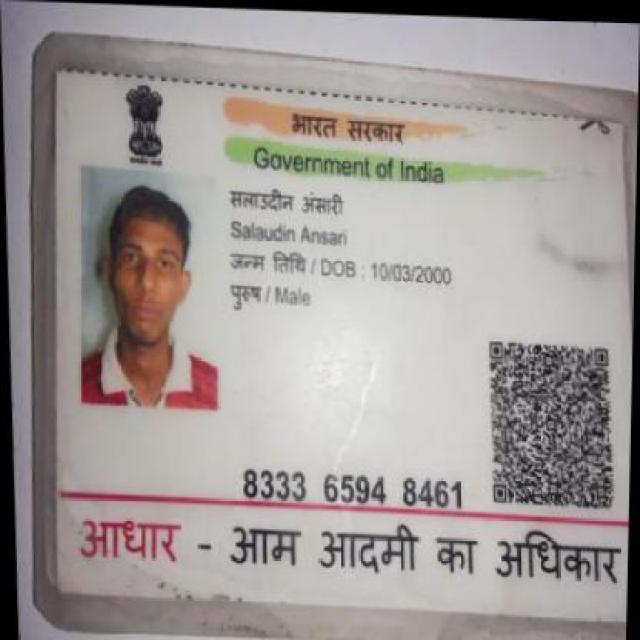 भारत सरकार
Government of India
सलाउदीन अंसारी
Salaudin Ansari
जन्म तिथि / DOB : 10/03/2000
पुरुष / Male
8333 6594 8461
आधार - आम आदमी का अधिकार